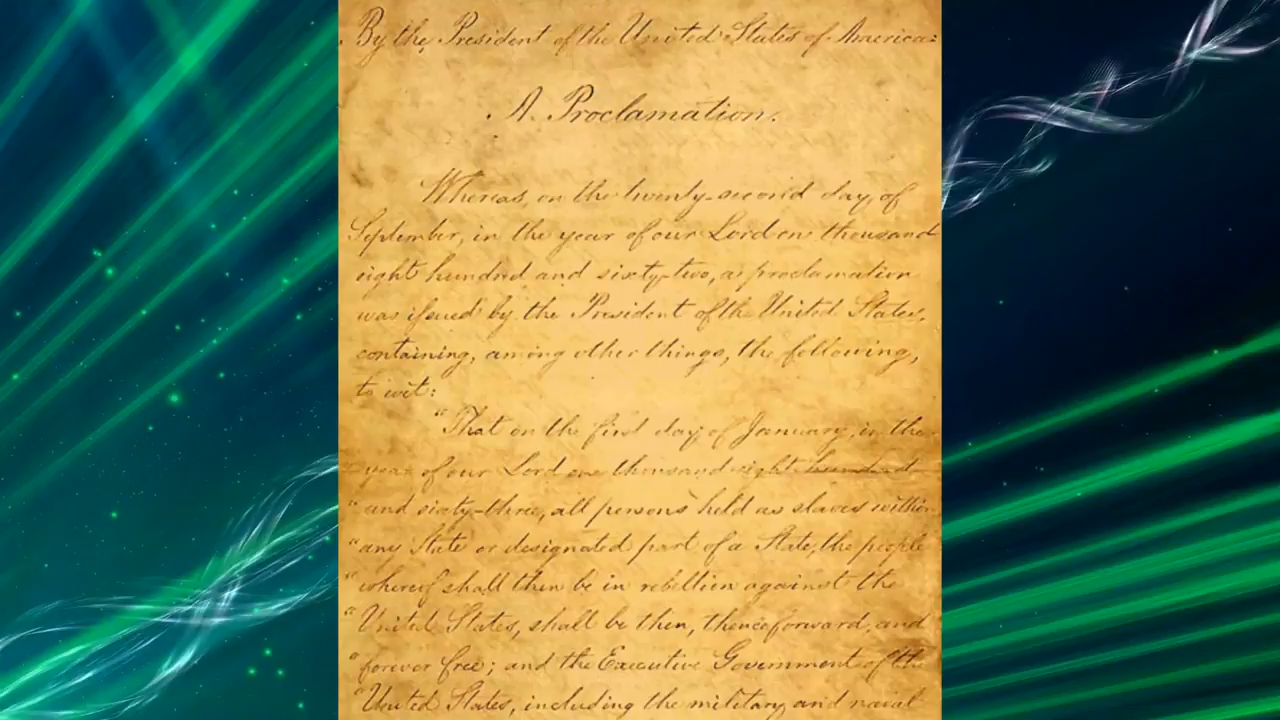 By the President of the United States of America:
A Proclamation.
Whereas, on the twenty-second day of
September, in the year of our Lord one thousand
eight hundred and sixty-two, a proclamation
was issued by the President of the United States,
containing, among other things, the following,
to wit:
"That on the first day of January, in the
year of our Lord one thousand eight hundred
"and sixty-three, all persons held as slaves within
"any State or designated part of a State, the people
"whereof shall then be in rebellion against the
"United States, shall be then, thenceforward, and
"forever free; and the Executive Government of the
"United States, including the military and naval